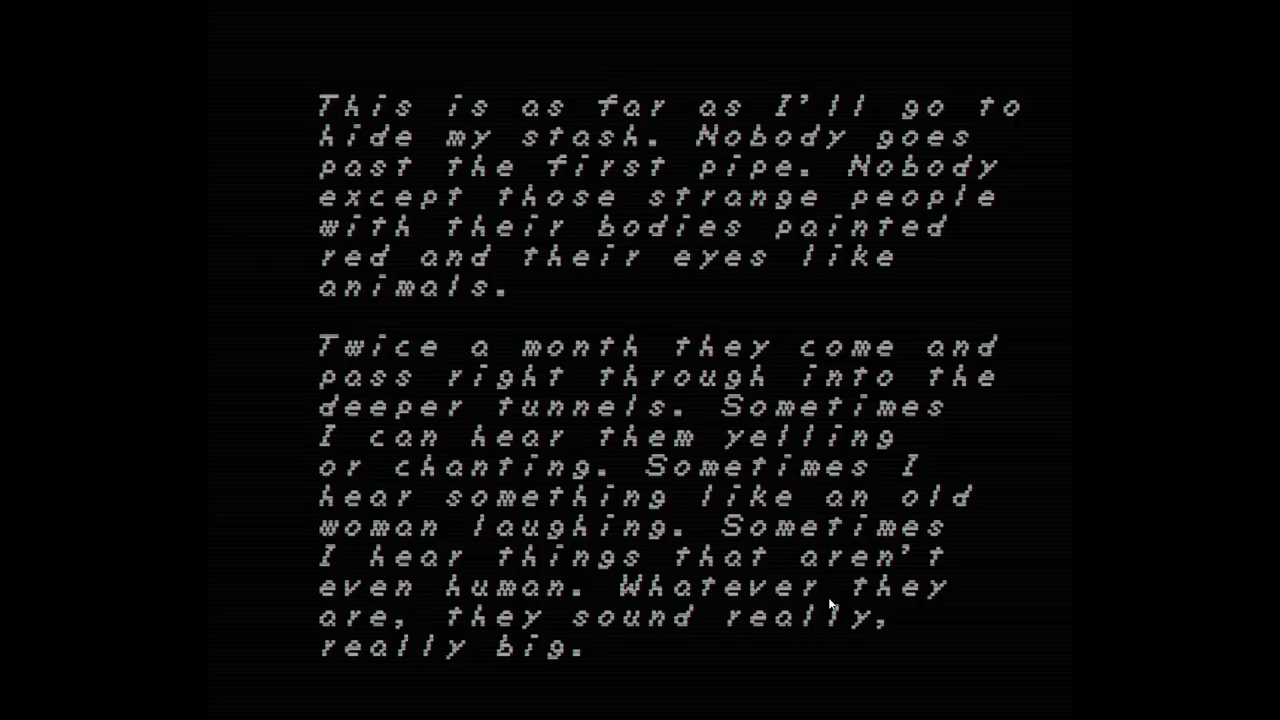 This is as far as I'll go to
hide my stash. Nobody goes
past the first pipe. Nobody
except those strange people
with their bodies painted
red and their eyes like
animals.
Twice a month they come and
pass right through into the
deeper tunnels. Sometimes
I can hear them yelling
or chanting. Sometimes I
hear something like an old
woman laughing. Sometimes
I hear things that aren't
even human. Whatever they
are, they sound really,
really big.